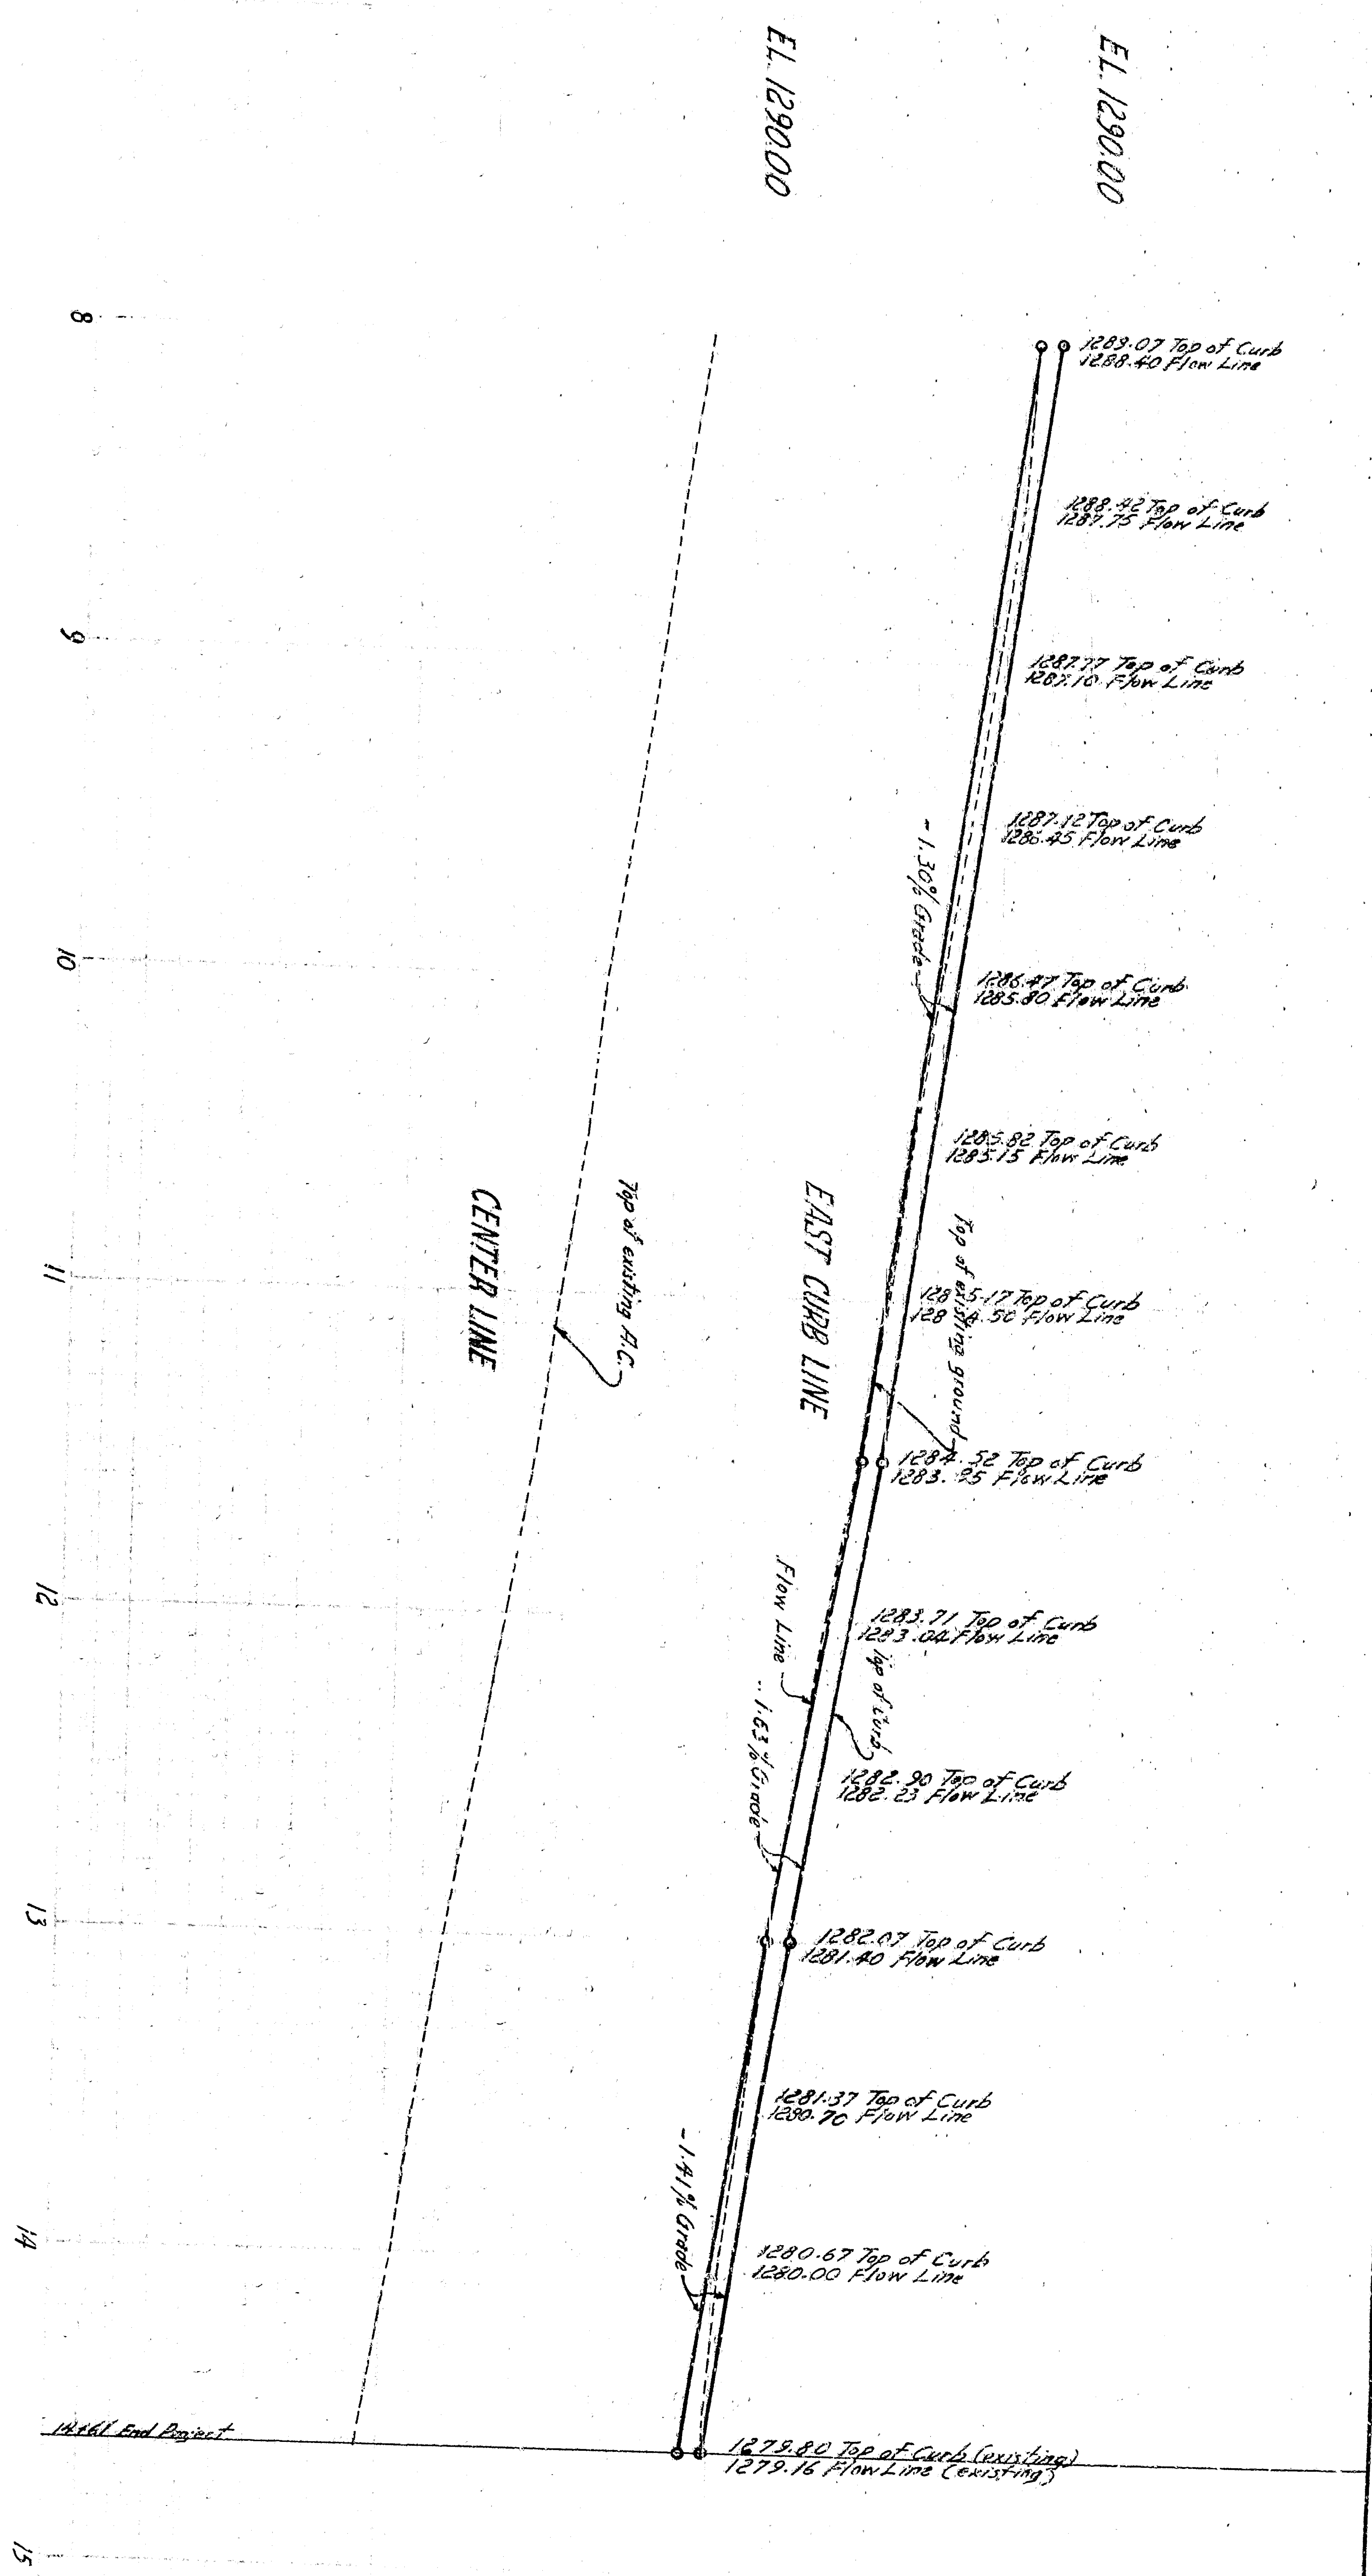 EL. 1290.00
EL. 1290.00
8
1289.07 Top of Curb
1288.40 Flow Line
1288.42 Top of Curb
1287.75 Flow Line
9
1287.77 Top of Curb
1287.10 Flow Line
1287.12 Top of Curb
1286.45 Flow Line
-1.30% Grade
10
1286.47 Top of Curb
1285.80 Flow Line
1285.82 Top of Curb
1285.15 Flow Line
CENTER LINE
Top of existing A.C.
EAST CURB LINE
Top of existing ground
11
1285.17 Top of Curb
1284.50 Flow Line
1284.52 Top of Curb
1283.85 Flow Line
12
Flow Line
1283.71 Top of Curb
1283.04 Flow Line
Top of Curb
-1.63% Grade
1282.90 Top of Curb
1282.23 Flow Line
13
1282.07 Top of Curb
1281.40 Flow Line
1281.37 Top of Curb
1280.70 Flow Line
-1.41% Grade
14
1280.67 Top of Curb
1280.00 Flow Line
14+61 End Project
1279.80 Top of Curb (existing)
1279.16 Flow Line (existing)
15